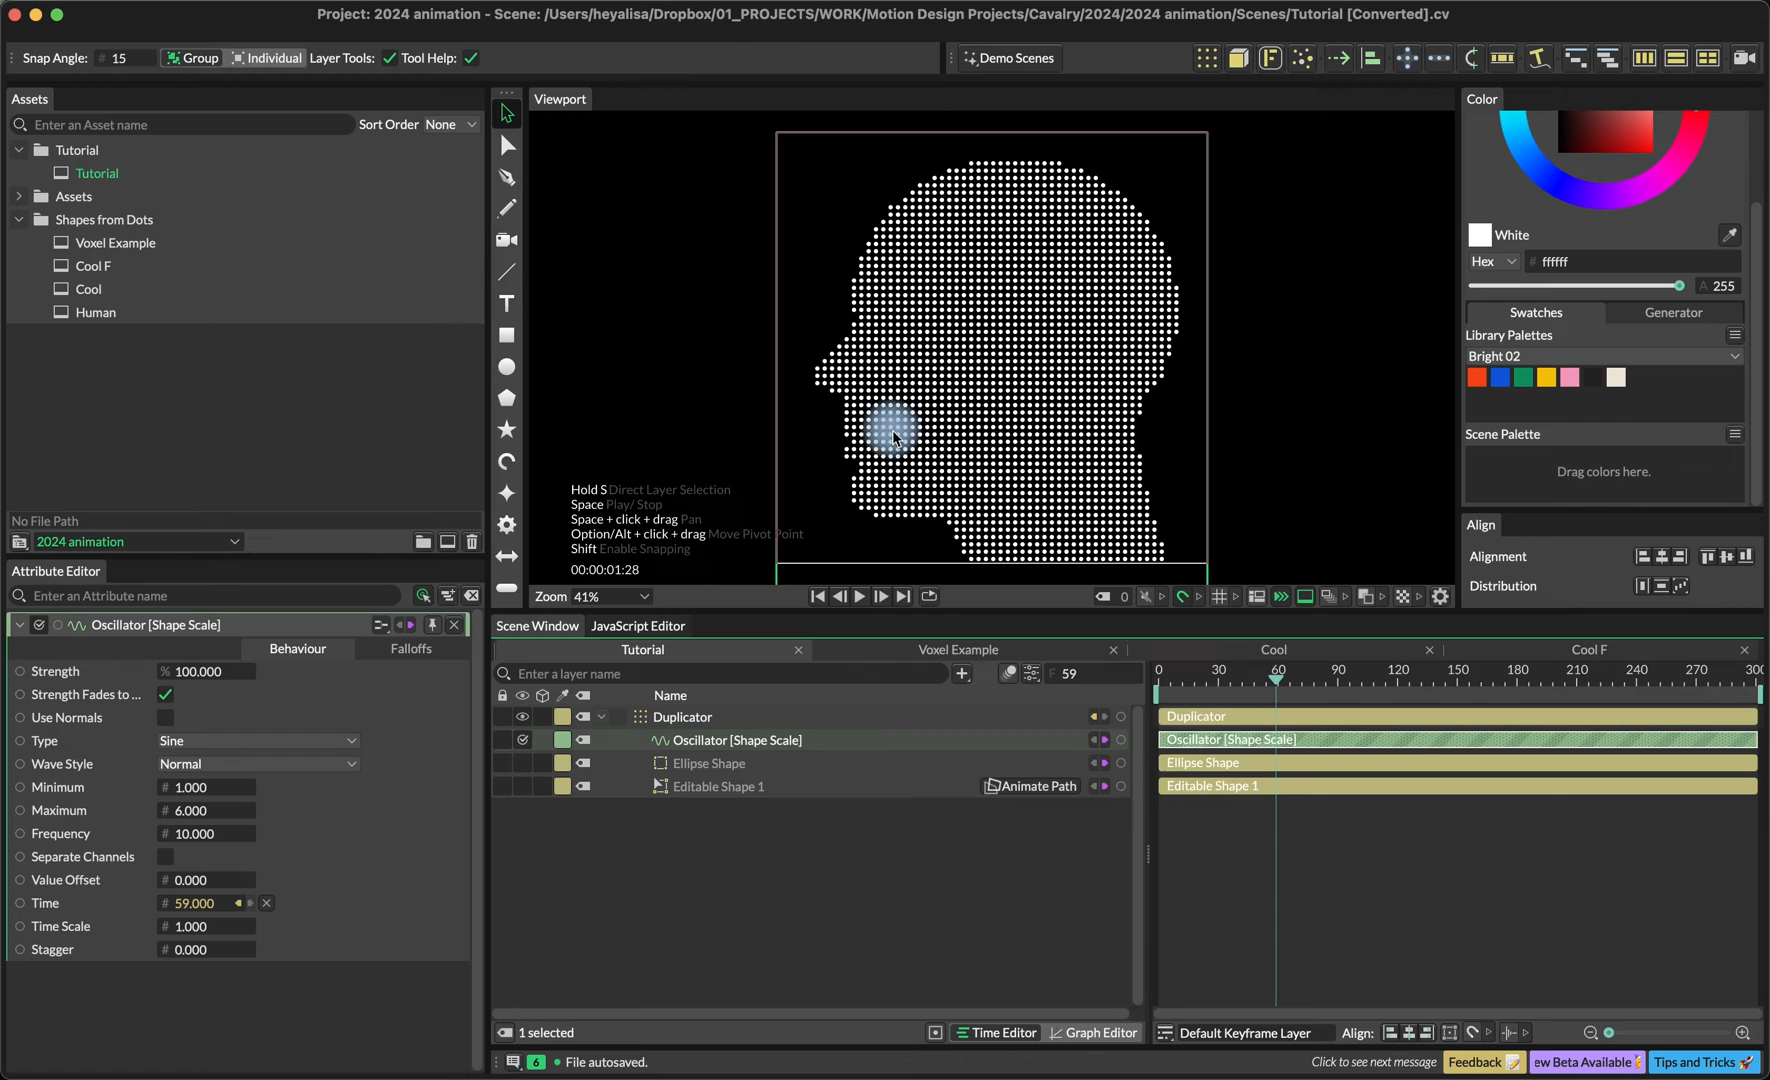 Project: 2024 animation - Scene: /Users/heyalisa/Dropbox/01_PROJECTS/WORK/Motion Design Projects/Cavalry/2024/2024 animation/Scenes/Tutorial [Converted].cv
Snap Angle: # 15 Group Individual Layer Tools: Tool Help:
Demo Scenes
Assets
Enter an Asset name
Sort Order None
Tutorial
Tutorial
Assets
Shapes from Dots
Voxel Example
Cool F
Cool
Human
No File Path
2024 animation
Viewport
Hold S Direct Layer Selection
Space Play/ Stop
Space + click + drag Pan
Option/Alt + click + drag Move Pivot Point
Shift Enable Snapping
00:00:01:28
Zoom 41%
0
Color
White
Hex # ffffff
A 255
Swatches Generator
Library Palettes
Bright 02
Scene Palette
Drag colors here.
Align
Alignment
Distribution
Attribute Editor
Enter an Attribute name
Oscillator [Shape Scale]
Behaviour Falloffs
Strength % 100.000
Strength Fades to ...
Use Normals
Type Sine
Wave Style Normal
Minimum # 1.000
Maximum # 6.000
Frequency # 10.000
Separate Channels
Value Offset # 0.000
Time # 59.000
Time Scale # 1.000
Stagger # 0.000
Scene Window JavaScript Editor
Tutorial Voxel Example Cool Cool F
Enter a layer name
F 59
0 30 60 90 120 150 180 210 240 270 300
Name
Duplicator
Oscillator [Shape Scale]
Ellipse Shape
Editable Shape 1 Animate Path
Duplicator
Oscillator [Shape Scale]
Ellipse Shape
Editable Shape 1
1 selected
Time Editor Graph Editor
Default Keyframe Layer Align:
6 File autosaved.
Click to see next message Feedback ew Beta Available Tips and Tricks